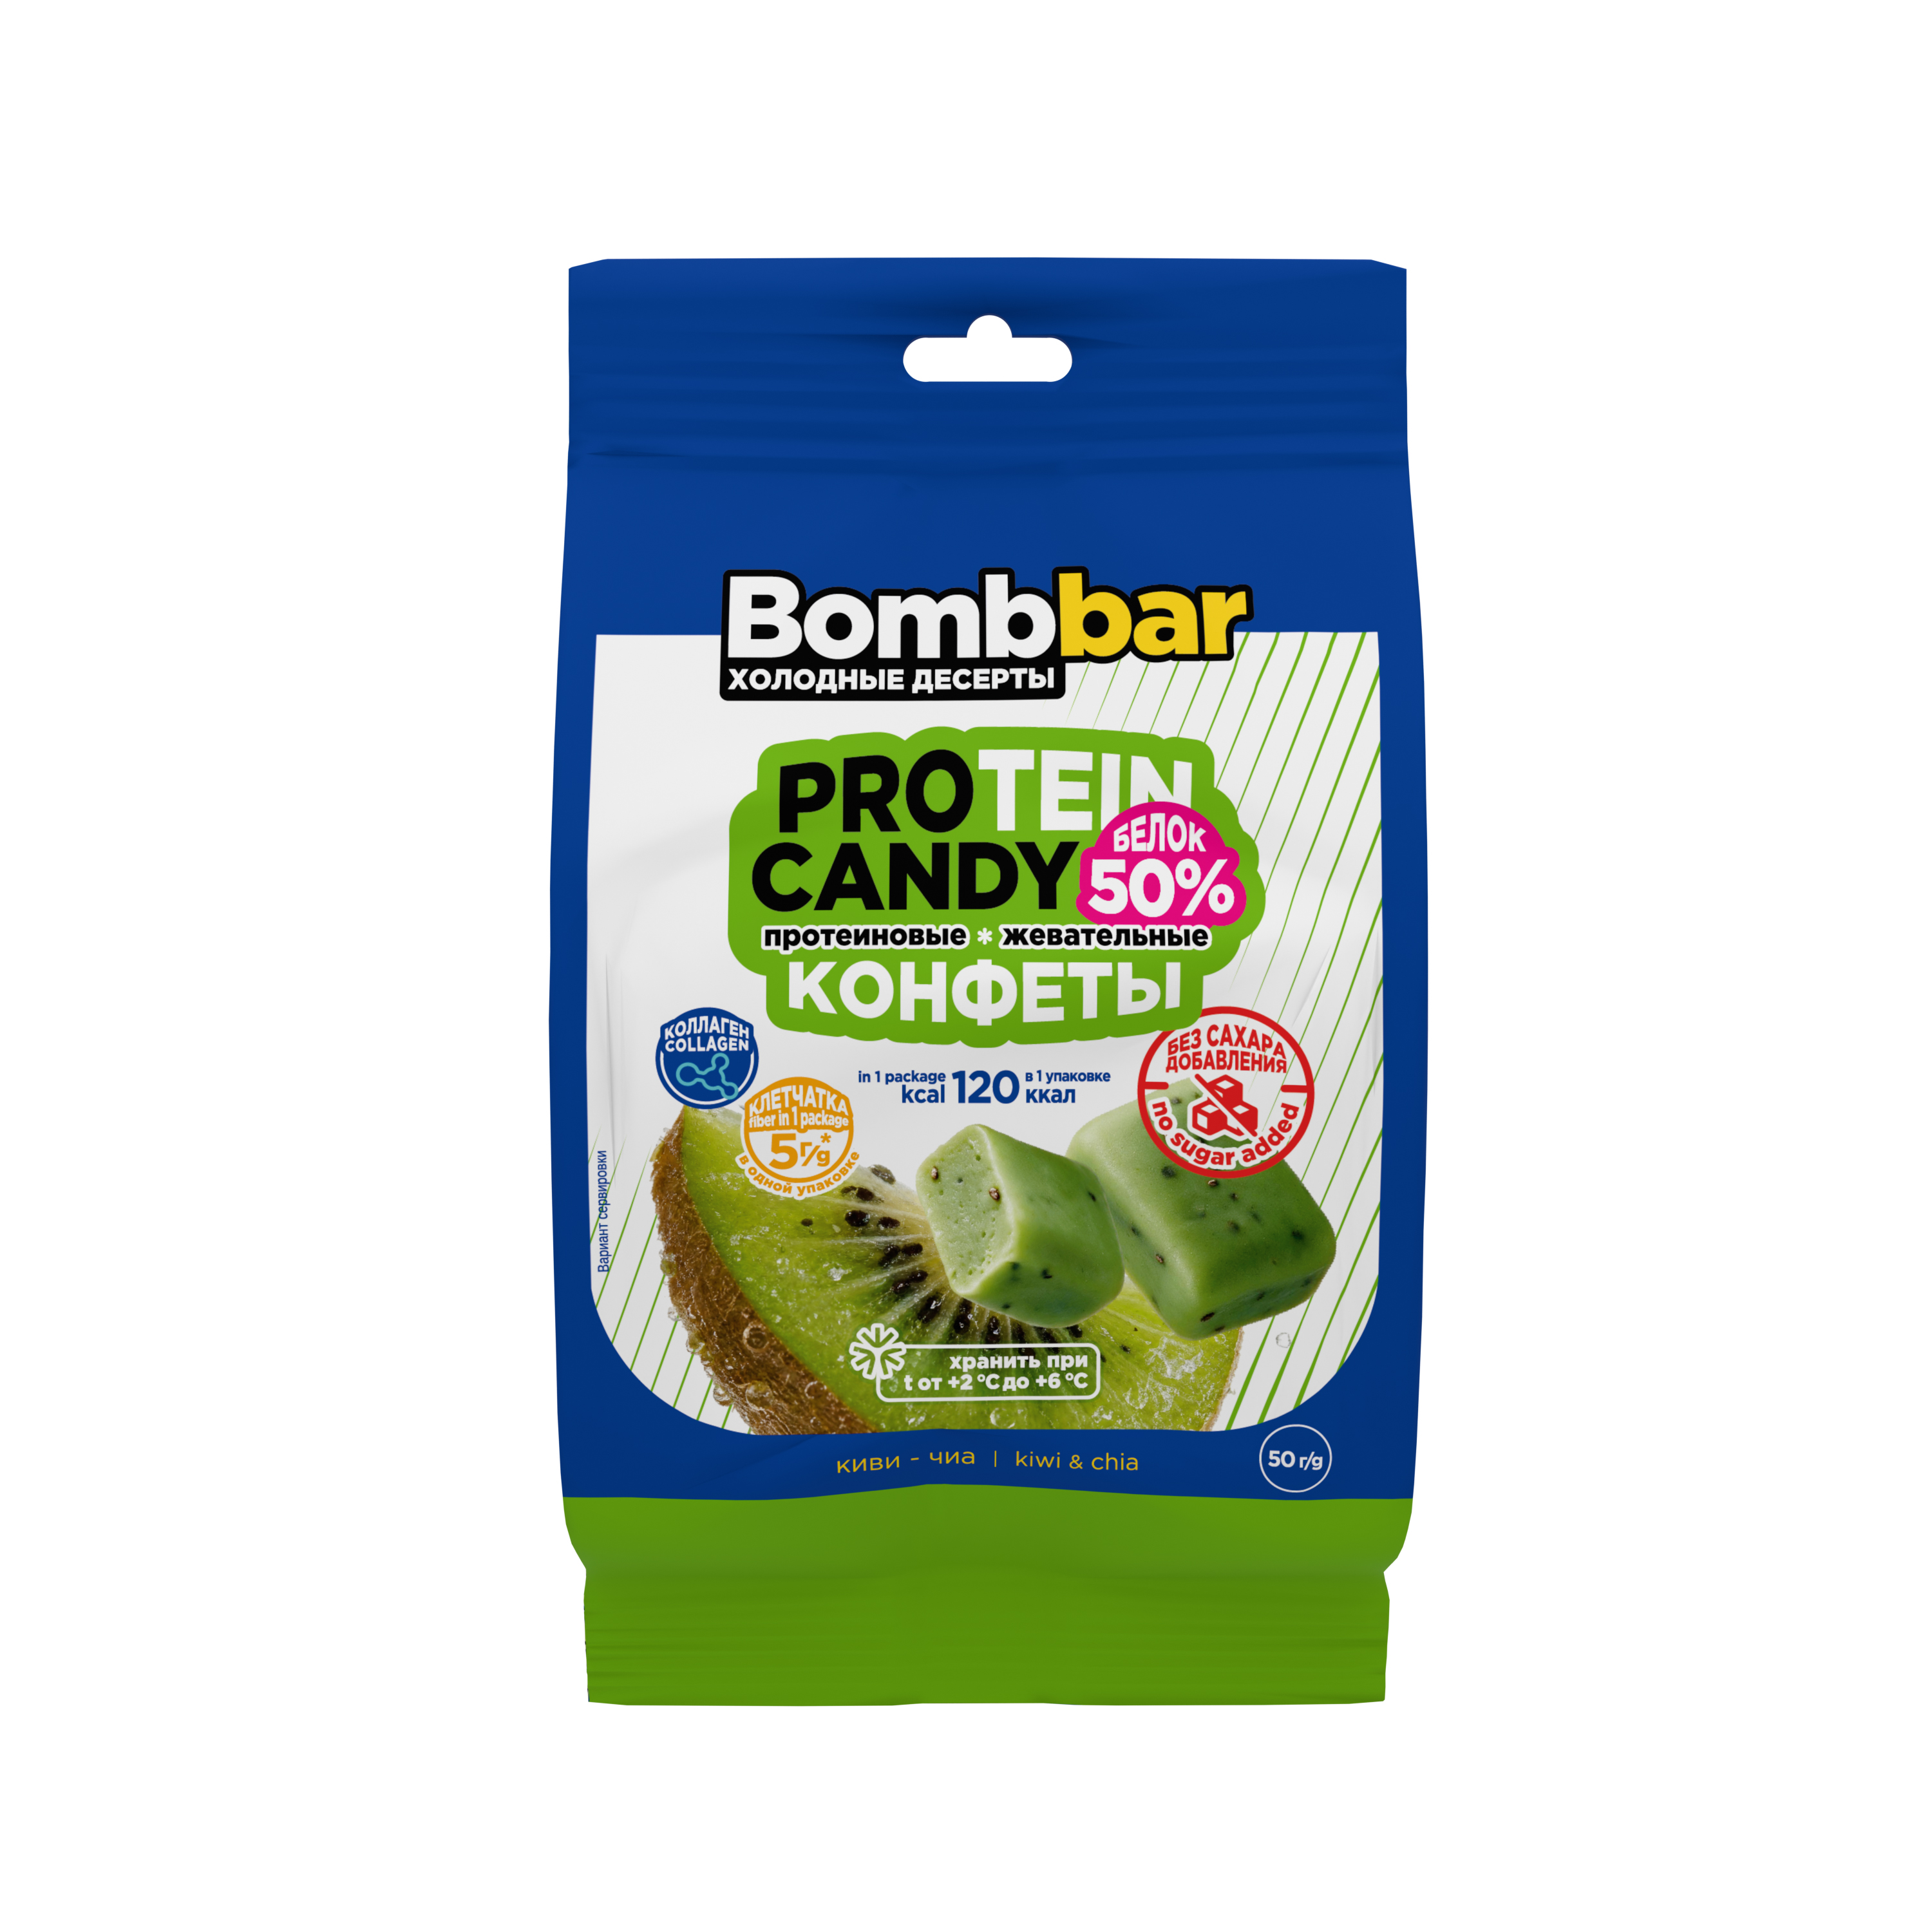 Bombbar
ХОЛОДНЫЕ ДЕСЕРТЫ
PROTEIN
CANDY
БЕЛОК
50%
протеиновые * жевательные
КОНФЕТЫ
КОЛЛАГЕН
COLLAGEN
КЛЕТЧАТКА
fiber in 1 package
5г/g*
в одной упаковке
in 1 package
kcal
120
в 1 упаковке
ккал
БЕЗ САХАРА
ДОБАВЛЕНИЯ
no sugar added
Вариант сервировки
хранить при
t от +2 °C до +6 °C
киви - чиа | kiwi & chia
50 г/g